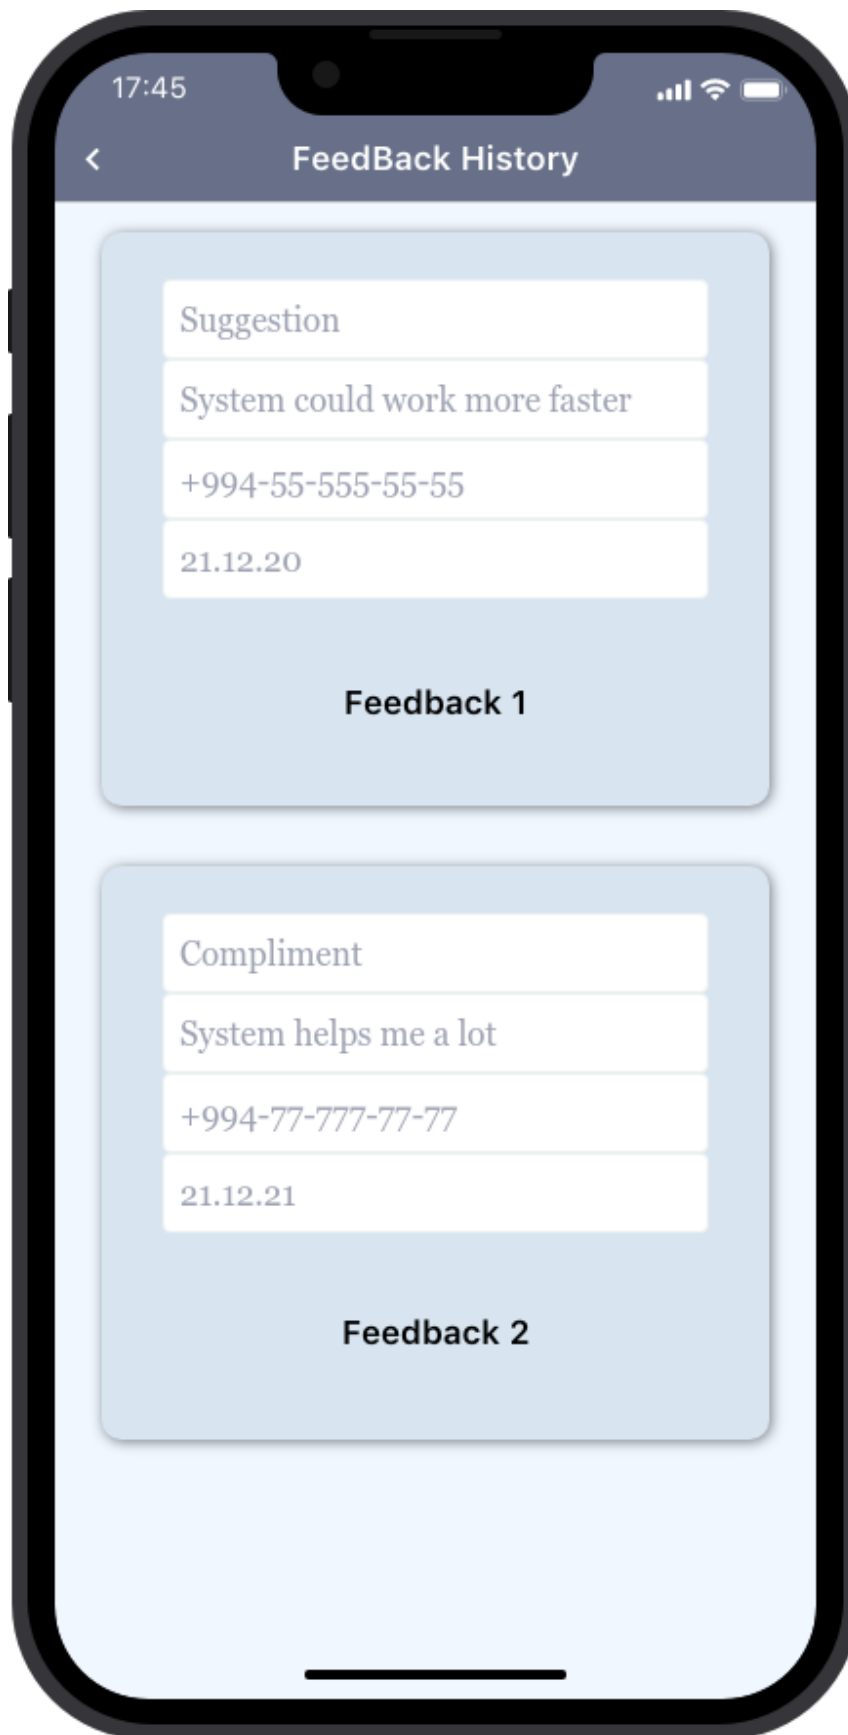 17:45
FeedBack History
Suggestion
System could work more faster
+994-55-555-55-55
21.12.20
Feedback 1
Compliment
System helps me a lot
+994-77-777-77-77
21.12.21
Feedback 2